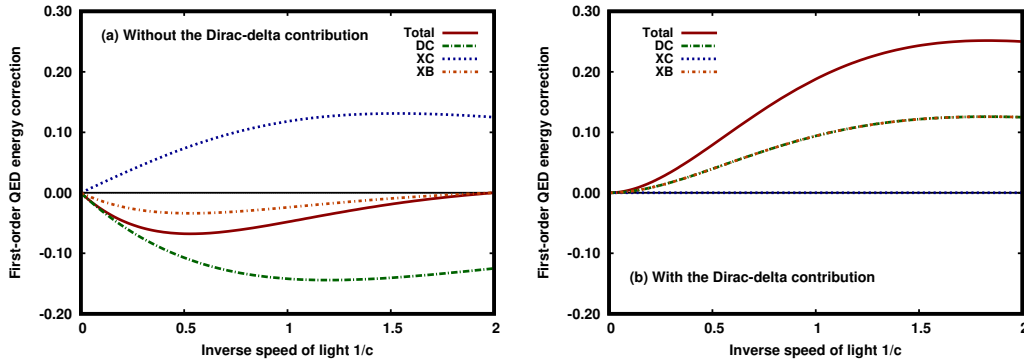 0.30
0.20
0.10
0.00
-0.10
-0.20
First-order QED energy correction
(a) Without the Dirac-delta contribution
Total
DC
XC
XB
0
0.5
1
1.5
2
Inverse speed of light 1/c
0.30
0.20
0.10
0.00
-0.10
-0.20
First-order QED energy correction
Total
DC
XC
XB
(b) With the Dirac-delta contribution
0
0.5
1
1.5
2
Inverse speed of light 1/c